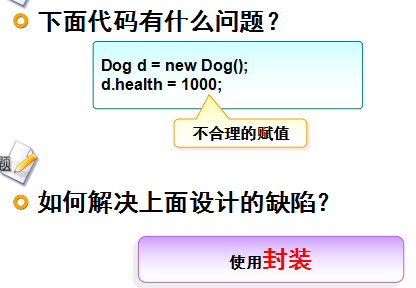 下面代码有什么问题？
Dog d = new Dog();
d.health = 1000;
不合理的赋值
题
如何解决上面设计的缺陷？
使用封装